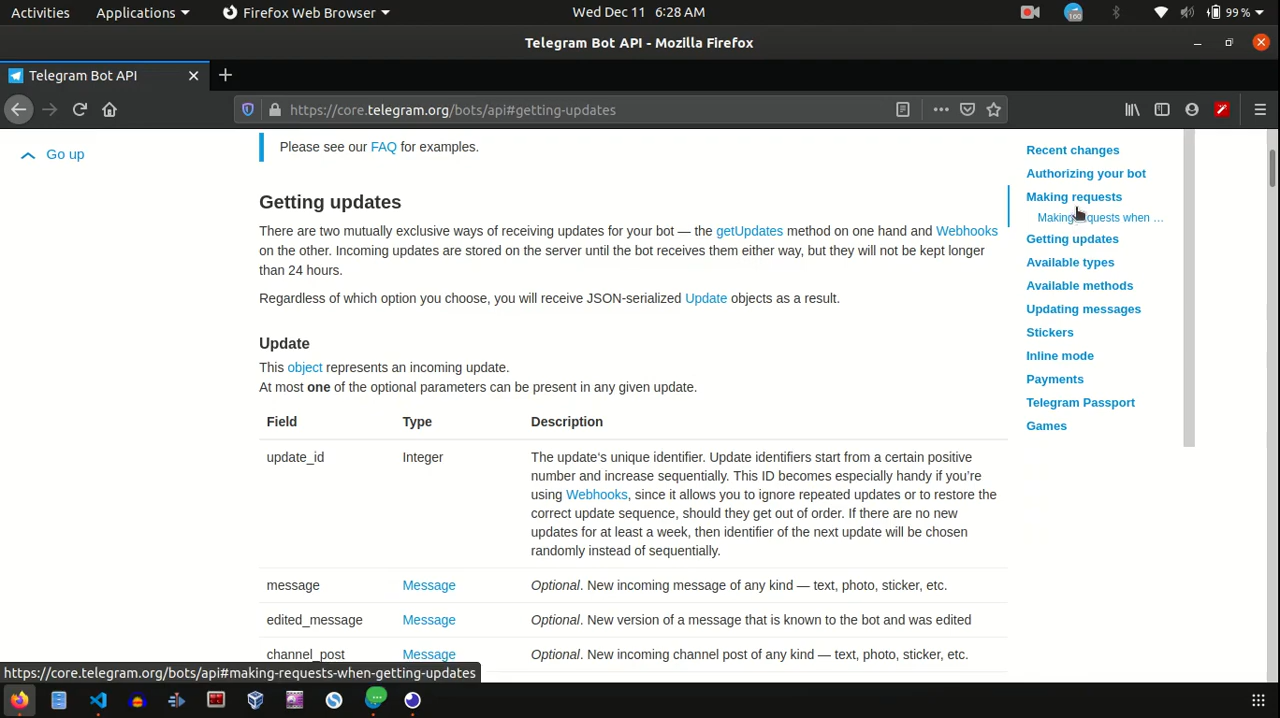 Activities Applications Firefox Web Browser Wed Dec 11 6:28 AM 160 99 %
Telegram Bot API - Mozilla Firefox
Telegram Bot API
https://core.telegram.org/bots/api#getting-updates
Go up
Please see our FAQ for examples.
Getting updates
There are two mutually exclusive ways of receiving updates for your bot — the getUpdates method on one hand and Webhooks
on the other. Incoming updates are stored on the server until the bot receives them either way, but they will not be kept longer
than 24 hours.
Regardless of which option you choose, you will receive JSON-serialized Update objects as a result.
Update
This object represents an incoming update.
At most one of the optional parameters can be present in any given update.
Field Type Description
update_id Integer The update‘s unique identifier. Update identifiers start from a certain positive
number and increase sequentially. This ID becomes especially handy if you’re
using Webhooks, since it allows you to ignore repeated updates or to restore the
correct update sequence, should they get out of order. If there are no new
updates for at least a week, then identifier of the next update will be chosen
randomly instead of sequentially.
message Message Optional. New incoming message of any kind — text, photo, sticker, etc.
edited_message Message Optional. New version of a message that is known to the bot and was edited
channel_post Message Optional. New incoming channel post of any kind — text, photo, sticker, etc.
Recent changes
Authorizing your bot
Making requests
Making requests when …
Getting updates
Available types
Available methods
Updating messages
Stickers
Inline mode
Payments
Telegram Passport
Games
https://core.telegram.org/bots/api#making-requests-when-getting-updates